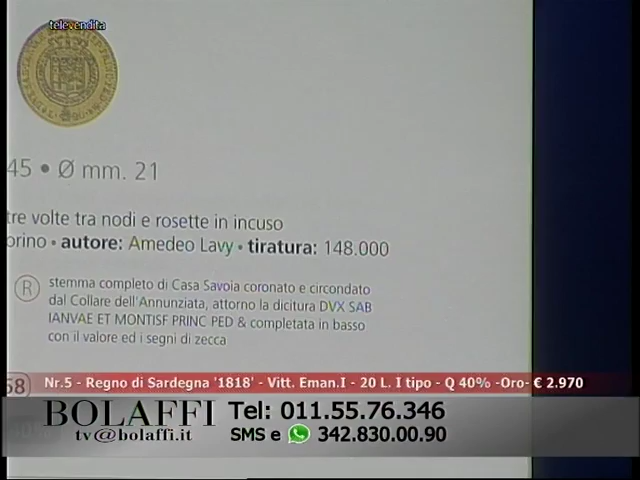 televendita
45 • Ø mm. 21
tre volte tra nodi e rosette in incuso
orino • autore: Amedeo Lavy • tiratura: 148.000
R stemma completo di Casa Savoia coronato e circondato
dal Collare dell'Annunziata, attorno la dicitura DVX SAB
IANVAE ET MONTISF PRINC PED & completata in basso
con il valore ed i segni di zecca
58 Nr.5 - Regno di Sardegna '1818' - Vitt. Eman.I - 20 L. I tipo - Q 40% -Oro- € 2.970
BOLAFFI Tel: 011.55.76.346
tv@bolaffi.it SMS e 342.830.00.90